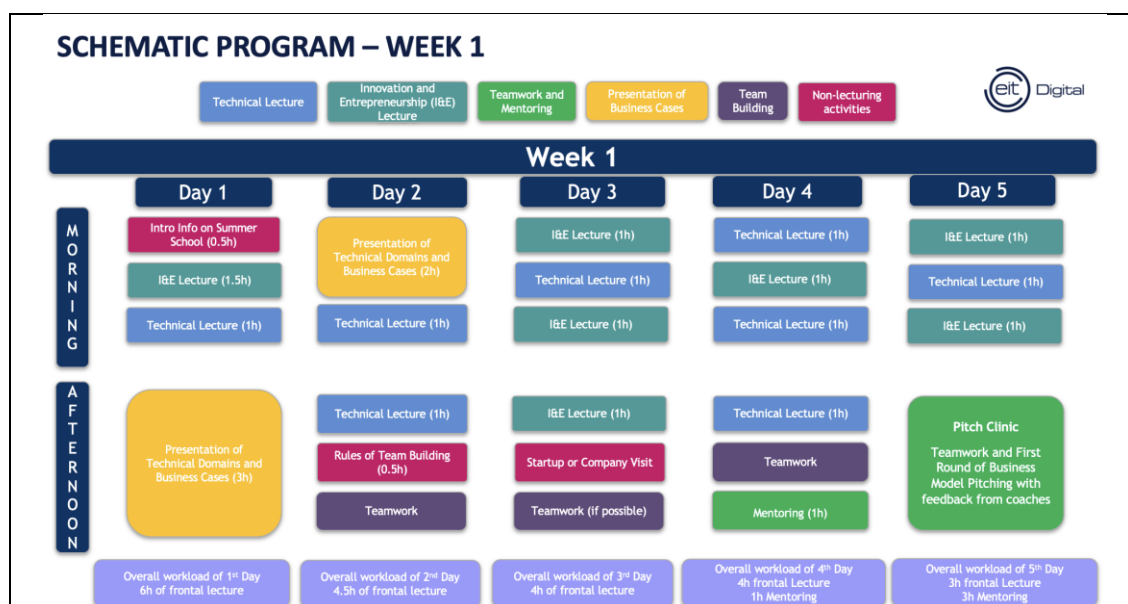 SCHEMATIC PROGRAM – WEEK 1
Technical Lecture
Innovation and
Entrepreneurship (I&E)
Lecture
Teamwork and
Mentoring
Presentation of
Business Cases
Team
Building
Non-lecturing
activities
eit Digital
Week 1
Day 1
Day 2
Day 3
Day 4
Day 5
MORNING
Intro Info on Summer
School (0.5h)
I&E Lecture (1.5h)
Technical Lecture (1h)
Presentation of
Technical Domains and
Business Cases (2h)
Technical Lecture (1h)
I&E Lecture (1h)
Technical Lecture (1h)
I&E Lecture (1h)
Technical Lecture (1h)
I&E Lecture (1h)
Technical Lecture (1h)
I&E Lecture (1h)
Technical Lecture (1h)
I&E Lecture (1h)
AFTERNOON
Presentation of
Technical Domains and
Business Cases (3h)
Technical Lecture (1h)
Rules of Team Building
(0.5h)
Teamwork
I&E Lecture (1h)
Startup or Company Visit
Teamwork (if possible)
Technical Lecture (1h)
Teamwork
Mentoring (1h)
Pitch Clinic
Teamwork and First
Round of Business
Model Pitching with
feedback from coaches
Overall workload of 1st Day
6h of frontal lecture
Overall workload of 2nd Day
4.5h of frontal lecture
Overall workload of 3rd Day
4h of frontal lecture
Overall workload of 4th Day
4h frontal Lecture
1h Mentoring
Overall workload of 5th Day
3h frontal Lecture
3h Mentoring